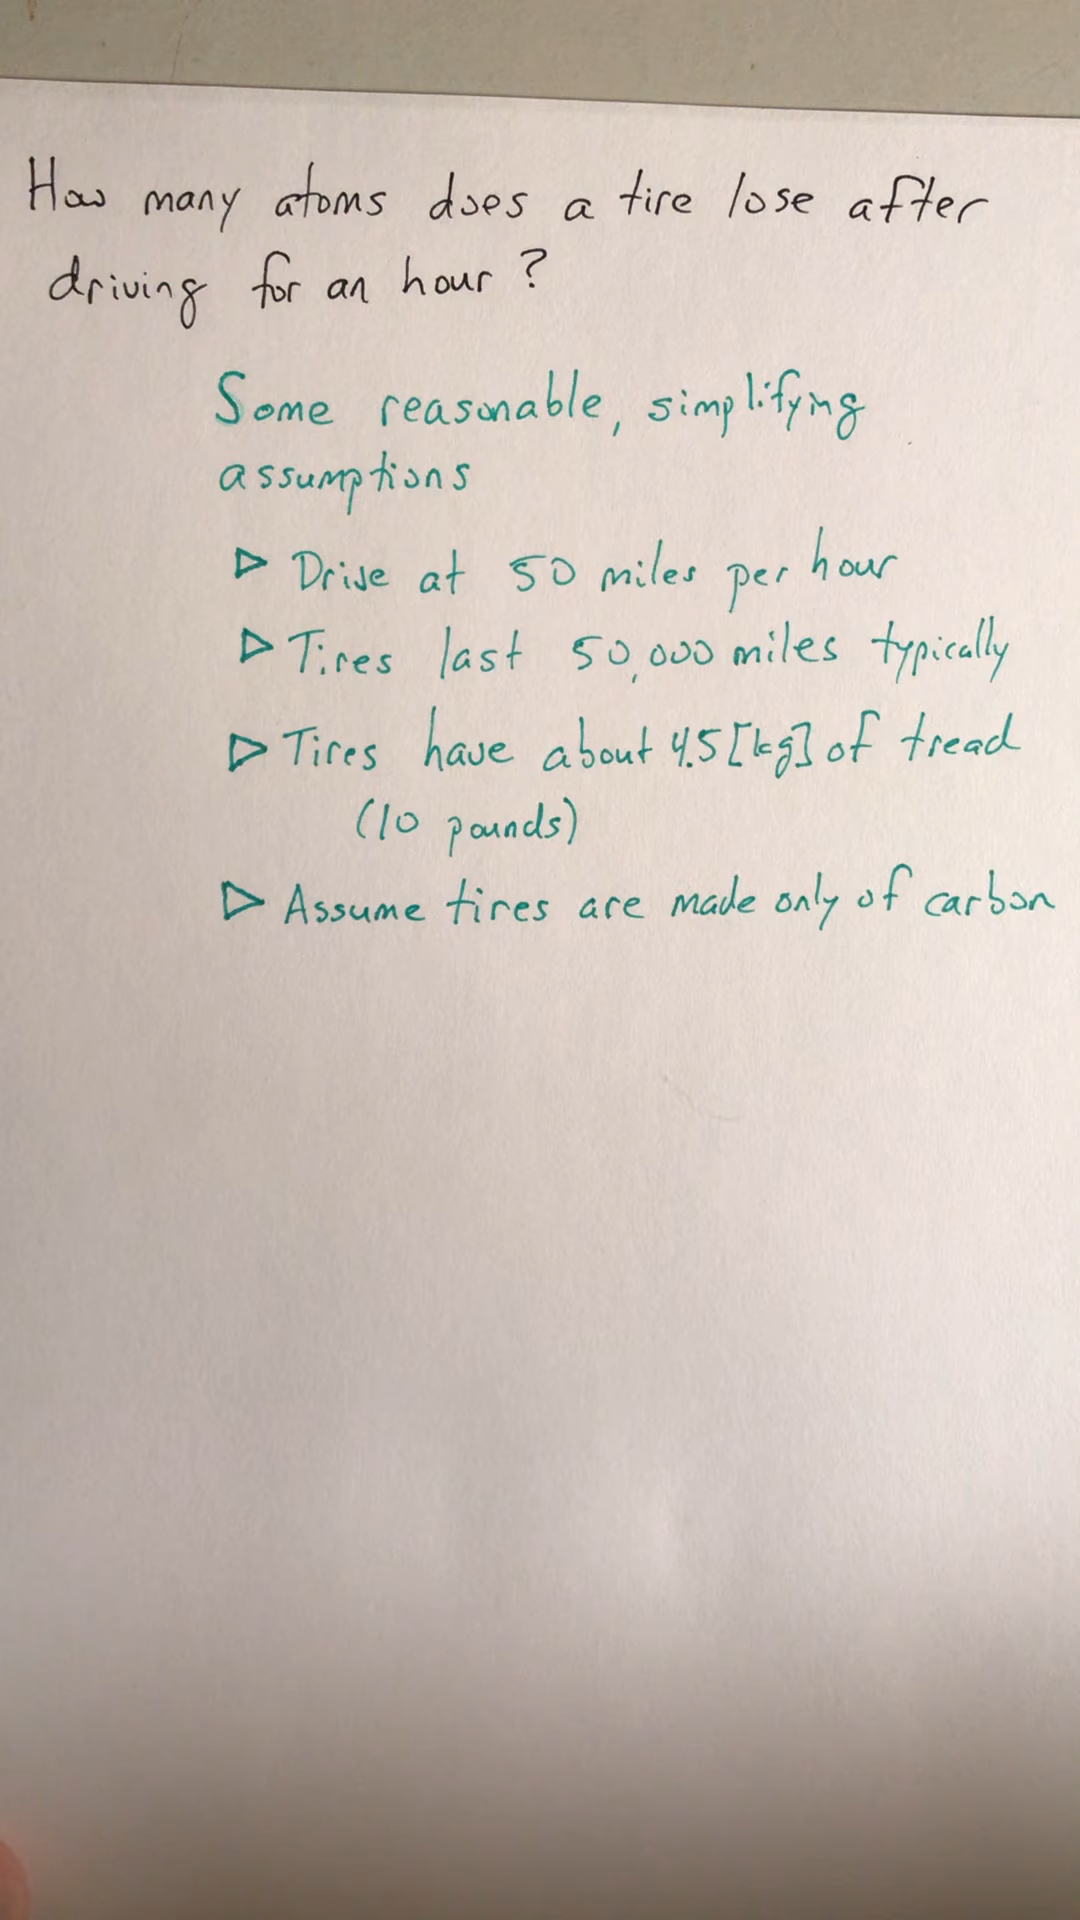 How many atoms does a tire lose after
driving for an hour?
Some reasonable, simplifying
assumptions
▷ Drive at 50 miles per hour
▷ Tires last 50,000 miles typically
▷ Tires have about 4.5[kg] of tread
(10 pounds)
▷ Assume tires are made only of carbon